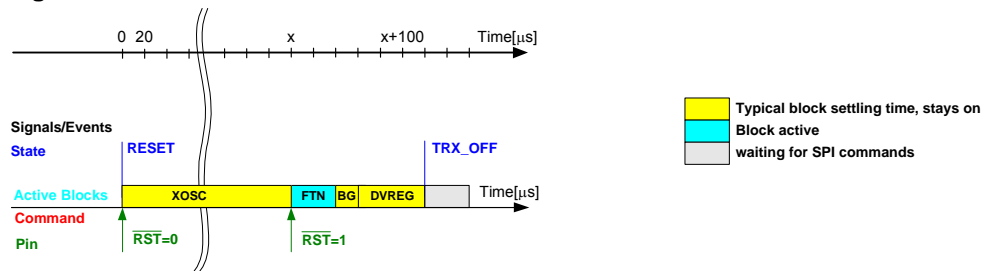 0 20 x x+100 Time[µs]
Typical block settling time, stays on
Block active
waiting for SPI commands
Signals/Events
State RESET TRX_OFF
Active Blocks XOSC FTN BG DVREG Time[µs]
Command
Pin RST=0 RST=1